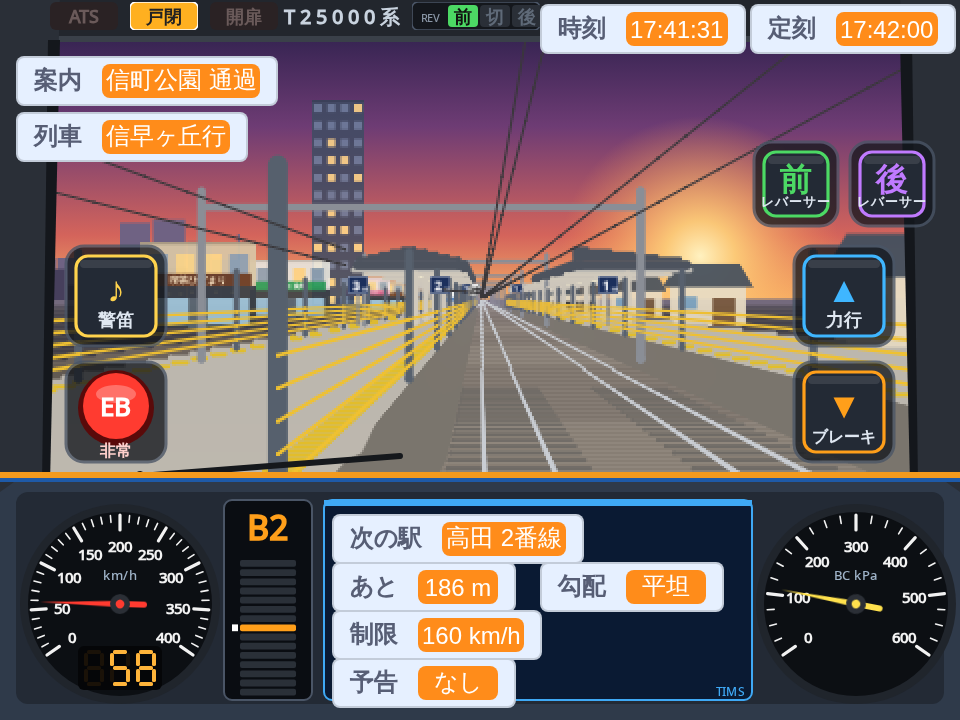 ATS 戸閉 開扉 T25000系 REV 前 切 後 時刻 17:41:31 定刻 17:42:00
案内 信町公園 通過
列車 信早ヶ丘行
前 レバーサー
後 レバーサー
3 2 1
♪ 警笛
▲ 力行
EB 非常
▼ ブレーキ
0 50 100 150 200 250 300 350 400
km/h
58
B2
次の駅 高田 2番線
あと 186 m 勾配 平坦
制限 160 km/h
予告 なし
TIMS
0 100 200 300 400 500 600
BC kPa